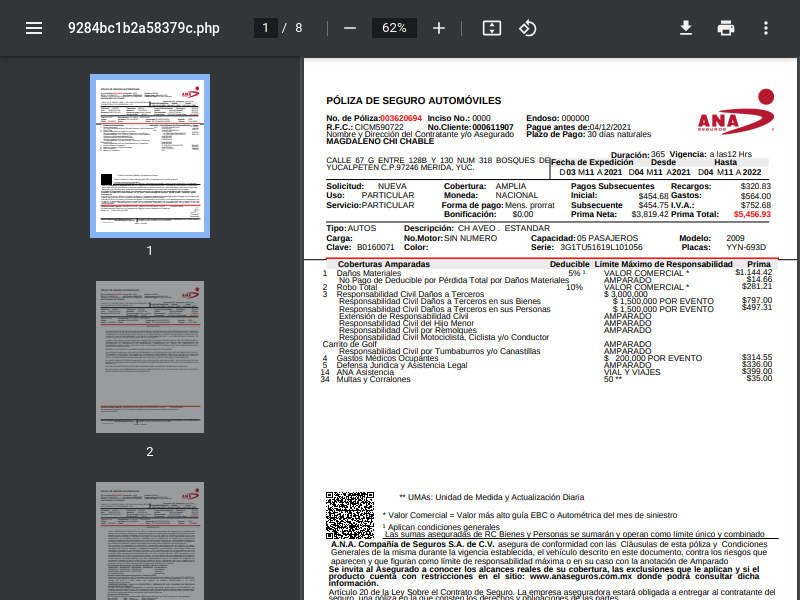 9284bc1b2a58379c.php 1 / 8 62%
PÓLIZA DE SEGURO AUTOMÓVILES
ANA
SEGUROS
No. de Póliza:003620694 Inciso No.: 0000 Endoso: 000000
R.F.C.: CICM590722 No.Cliente:000611907 Pague antes de:04/12/2021
Nombre y Dirección del Contratante y/o Asegurado Plazo de Pago: 30 días naturales
MAGDALENO CHI CHABLE
Duración: 365 Vigencia: a las12 Hrs
CALLE 67 G ENTRE 128B Y 130 NUM 318 BOSQUES DE Fecha de Expedición Desde Hasta
YUCALPETEN C.P.97246 MERIDA, YUC. D 03 M 11 A 2021 D04 M 11 A 2021 D04 M 11 A 2022
Solicitud: NUEVA Cobertura: AMPLIA Pagos Subsecuentes Recargos: $320.83
Uso: PARTICULAR Moneda: NACIONAL Inicial: $454.68 Gastos: $564.00
Servicio:PARTICULAR Forma de pago: Mens. prorrat Subsecuente $454.75 I.V.A.: $752.68
Bonificación: $0.00 Prima Neta: $3,819.42 Prima Total: $5,456.93
Tipo: AUTOS Descripción: CH AVEO . ESTANDAR
Carga: No.Motor: SIN NUMERO Capacidad: 05 PASAJEROS Modelo: 2009
Clave: B0160071 Color: Serie: 3G1TU51619L101056 Placas: YYN-693D
Coberturas Amparadas Deducible Límite Máximo de Responsabilidad Prima
1 Daños Materiales 5% ¹ VALOR COMERCIAL * $1,144.42
No Pago de Deducible por Pérdida Total por Daños Materiales AMPARADO $14.66
2 Robo Total 10% VALOR COMERCIAL * $281.21
3 Responsabilidad Civil Daños a Terceros $ 3,000,000
Responsabilidad Civil Daños a Terceros en sus Bienes $ 1,500,000 POR EVENTO $797.00
Responsabilidad Civil Daños a Terceros en sus Personas $ 1,500,000 POR EVENTO $497.31
Extensión de Responsabilidad Civil AMPARADO
Responsabilidad Civil del Hijo Menor AMPARADO
Responsabilidad Civil por Remolques AMPARADO
Responsabilidad Civil Motociclista, Ciclista y/o Conductor
Carrito de Golf AMPARADO
Responsabilidad Civil por Tumbaburros y/o Canastillas AMPARADO
4 Gastos Médicos Ocupantes $ 200,000 POR EVENTO $314.55
5 Defensa Jurídica y Asistencia Legal AMPARADO $336.00
14 ANA Asistencia VIAL Y VIAJES $399.00
34 Multas y Corralones 50 ** $35.00
** UMAs: Unidad de Medida y Actualización Diaria
* Valor Comercial = Valor más alto guía EBC o Autométrica del mes de siniestro
¹ Aplican condiciones generales
Las sumas aseguradas de RC Bienes y Personas se sumarán y operan como límite único y combinado
A.N.A. Compañía de Seguros S.A. de C.V. asegura de conformidad con las Cláusulas de esta póliza y Condiciones
Generales de la misma durante la vigencia establecida, el vehículo descrito en este documento, contra los riesgos que
aparecen y que figuran como límite de responsabilidad máxima o en su caso con la anotación de Amparado
Se invita al Asegurado a conocer los alcances reales de su cobertura, las exclusiones que le aplican y si el
producto cuenta con restricciones en el sitio: www.anaseguros.com.mx donde podrá consultar dicha
información.
Artículo 20 de la Ley Sobre el Contrato de Seguro. La empresa aseguradora estará obligada a entregar al contratante del
seguro, una póliza en la que consten los derechos y obligaciones de las partes.
1
2